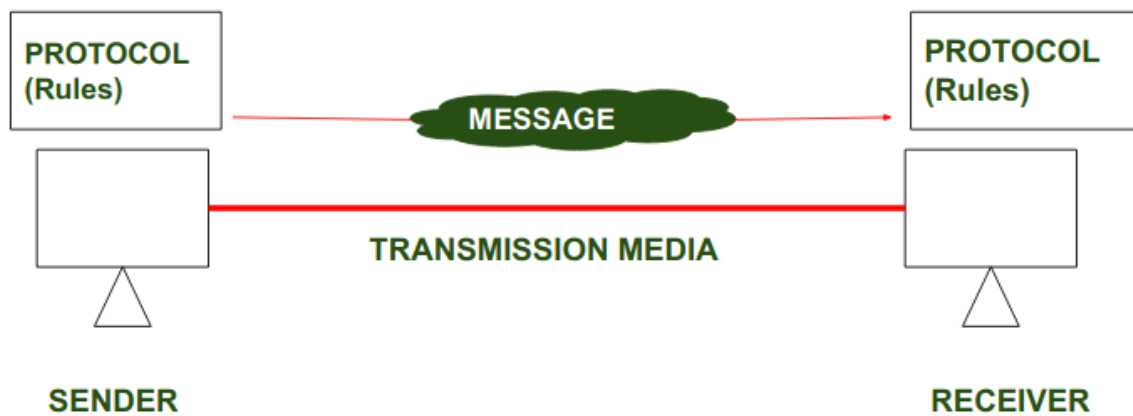 PROTOCOL
(Rules)
PROTOCOL
(Rules)
MESSAGE
TRANSMISSION MEDIA
SENDER
RECEIVER